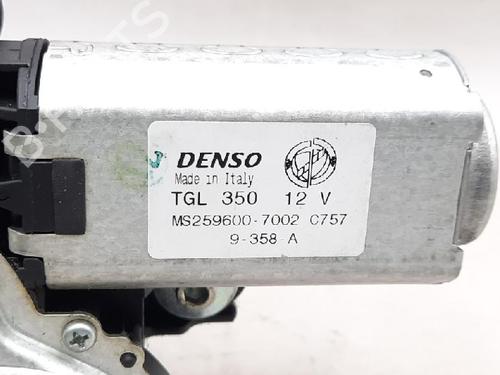 DENSO
Made in Italy
TGL 350 12 V
MS259600-7002 C757
9-358-A